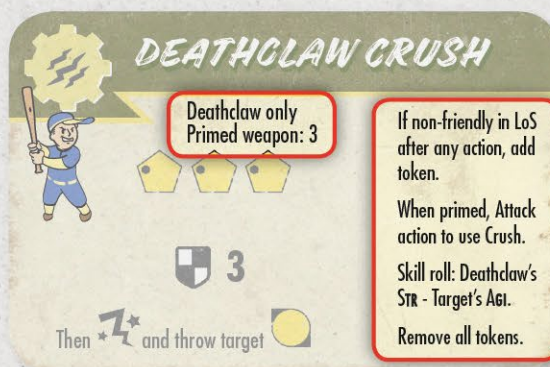 DEATHCLAW CRUSH
Deathclaw only
Primed weapon: 3
3
Then and throw target
If non-friendly in LoS
after any action, add
token.
When primed, Attack
action to use Crush.
Skill roll: Deathclaw's
STR - Target's AGI.
Remove all tokens.